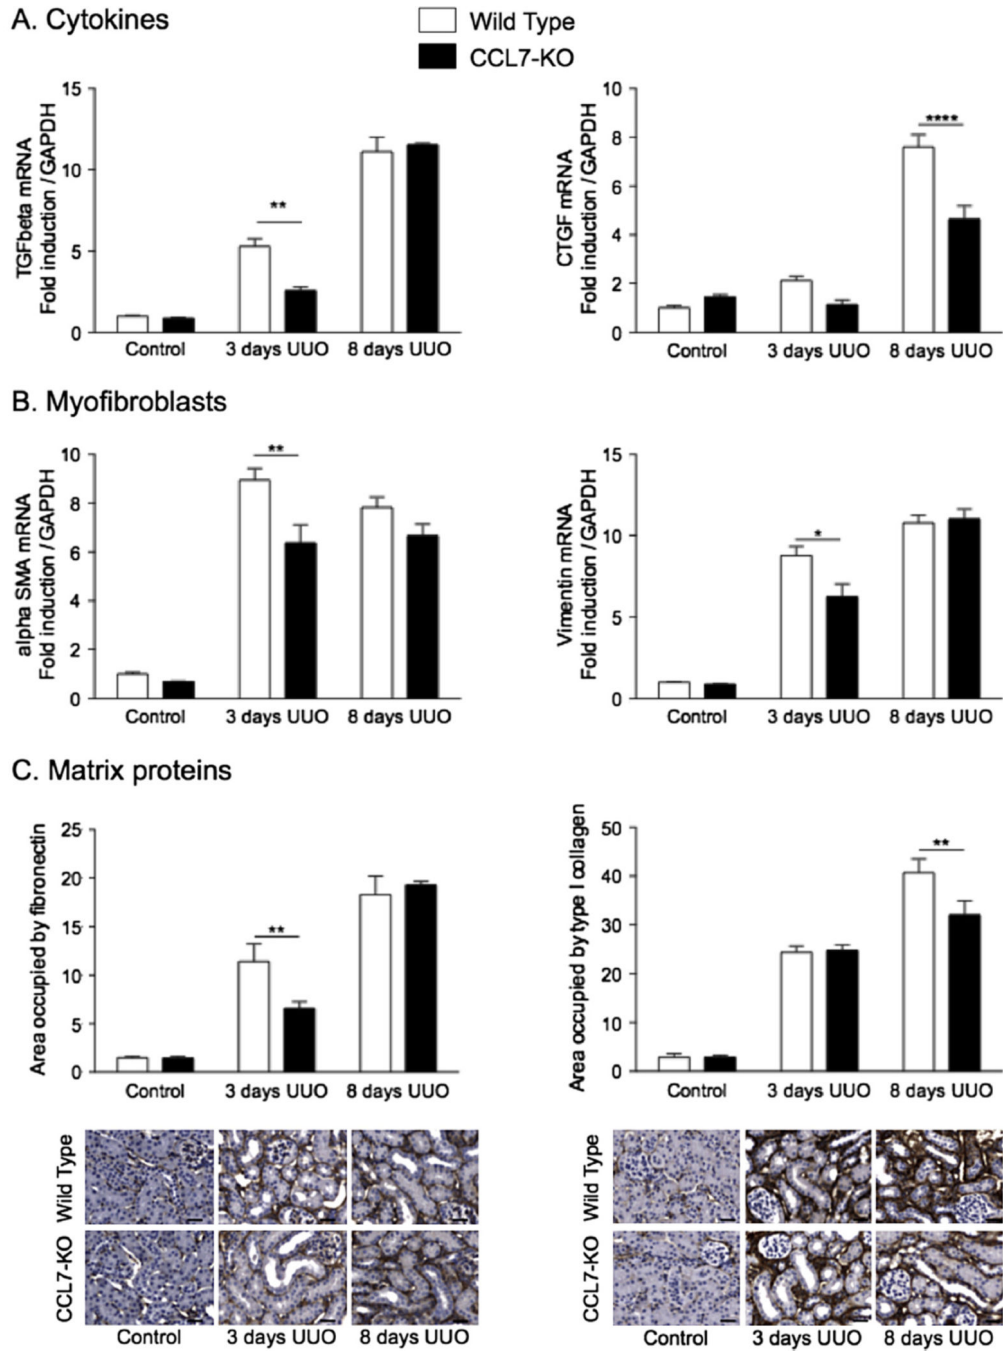 A. Cytokines
Wild Type
CCL7-KO
TGFbeta mRNA
Fold induction / GAPDH
15
10
5
0
**
Control 3 days UUO 8 days UUO
CTGF mRNA
Fold induction / GAPDH
10
8
6
4
2
0
****
Control 3 days UUO 8 days UUO
B. Myofibroblasts
alpha SMA mRNA
Fold induction / GAPDH
10
8
6
4
2
0
**
Control 3 days UUO 8 days UUO
Vimentin mRNA
Fold induction / GAPDH
15
10
5
0
*
Control 3 days UUO 8 days UUO
C. Matrix proteins
Area occupied by fibronectin
25
20
15
10
5
0
**
Control 3 days UUO 8 days UUO
Area occupied by type I collagen
50
40
30
20
10
0
**
Control 3 days UUO 8 days UUO
Wild Type
CCL7-KO
Control 3 days UUO 8 days UUO
Wild Type
CCL7-KO
Control 3 days UUO 8 days UUO